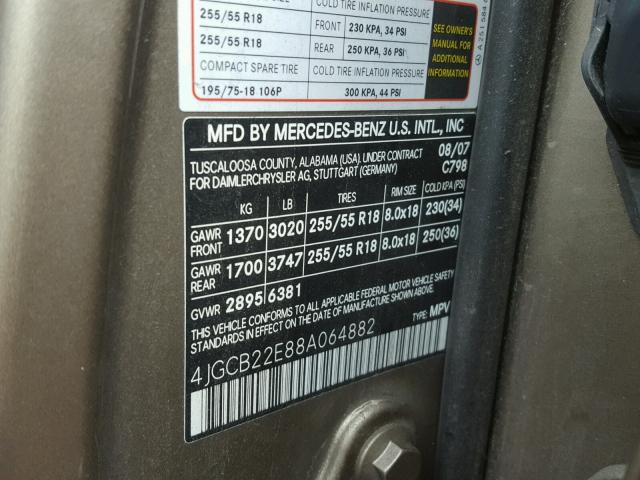 COLD TIRE INFLATION PRESSURE
255/55 R18 FRONT 230 KPA, 34 PSI
255/55 R18 REAR 250 KPA, 36 PSI
COMPACT SPARE TIRE COLD TIRE INFLATION PRESSURE
195/75-18 106P 300 KPA, 44 PSI
SEE OWNER'S
MANUAL FOR
ADDITIONAL
INFORMATION
A 251 584
MFD BY MERCEDES-BENZ U.S. INTL., INC
TUSCALOOSA COUNTY, ALABAMA (USA). UNDER CONTRACT 08/07
FOR DAIMLERCHRYSLER AG, STUTTGART (GERMANY) C798
KG LB TIRES RIM SIZE COLD KPA (PSI)
GAWR FRONT 1370 3020 255/55 R18 8.0x18 230(34)
GAWR REAR 1700 3747 255/55 R18 8.0x18 250(36)
GVWR 2895 6381
THIS VEHICLE CONFORMS TO ALL APPLICABLE FEDERAL MOTOR VEHICLE SAFETY
STANDARDS IN EFFECT ON THE DATE OF MANUFACTURE SHOWN ABOVE.
4JGCB22E88A064882 TYPE: MPV